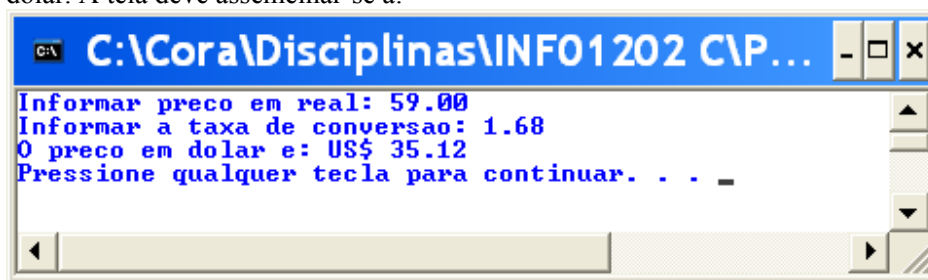 dolar. A tela deve assemelhar-se a:
C:\Cora\Disciplinas\INF01202 C\P...
Informar preco em real: 59.00
Informar a taxa de conversao: 1.68
O preco em dolar e: US$ 35.12
Pressione qualquer tecla para continuar. . . _